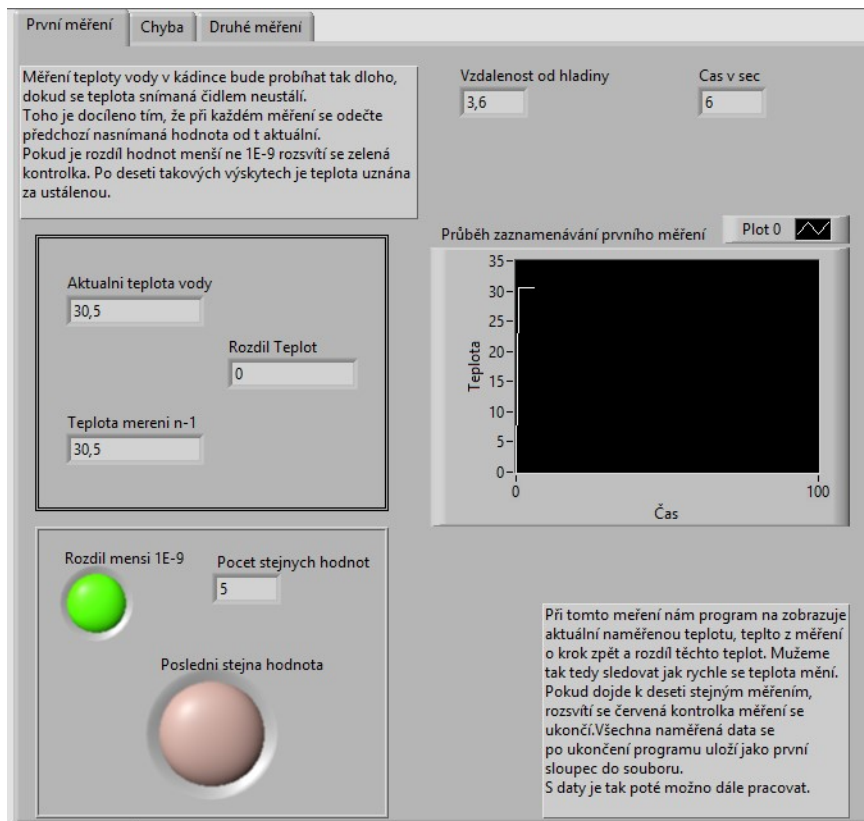 První měření
Chyba
Druhé měření
Měření teploty vody v kádince bude probíhat tak dloho,
dokud se teplota snímaná čidlem neustálí.
Toho je docíleno tím, že při každém měření se odečte
předchozí nasnímaná hodnota od t aktuální.
Pokud je rozdíl hodnot menší ne 1E-9 rozsvítí se zelená
kontrolka. Po deseti takových výskytech je teplota uznána
za ustálenou.
Vzdalenost od hladiny
3,6
Cas v sec
6
Aktualni teplota vody
30,5
Rozdil Teplot
0
Teplota mereni n-1
30,5
Průběh zaznamenávání prvního měření
Plot 0
35
30
25
20
15
10
5
0
Teplota
0
100
Čas
Rozdil mensi 1E-9
Pocet stejnych hodnot
5
Posledni stejna hodnota
Při tomto meření nám program na zobrazuje
aktuální naměřenou teplotu, teplto z měření
o krok zpět a rozdíl těchto teplot. Mužeme
tak tedy sledovat jak rychle se teplota mění.
Pokud dojde k deseti stejným měřením,
rozsvítí se červená kontrolka měření se
ukončí.Všechna naměřená data se
po ukončení programu uloží jako první
sloupec do souboru.
S daty je tak poté možno dále pracovat.